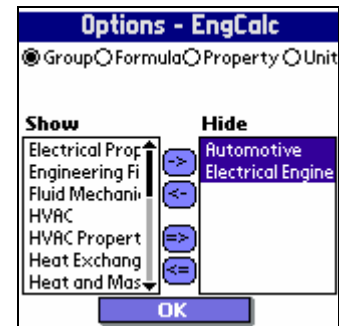 Options - EngCalc
Group Formula Property Unit
Show Hide
Electrical Prop
Engineering Fi
Fluid Mechani
HVAC
HVAC Propert
Heat Exchang
Heat and Mas
->
<-
=>
<=
Automotive
Electrical Engine
OK